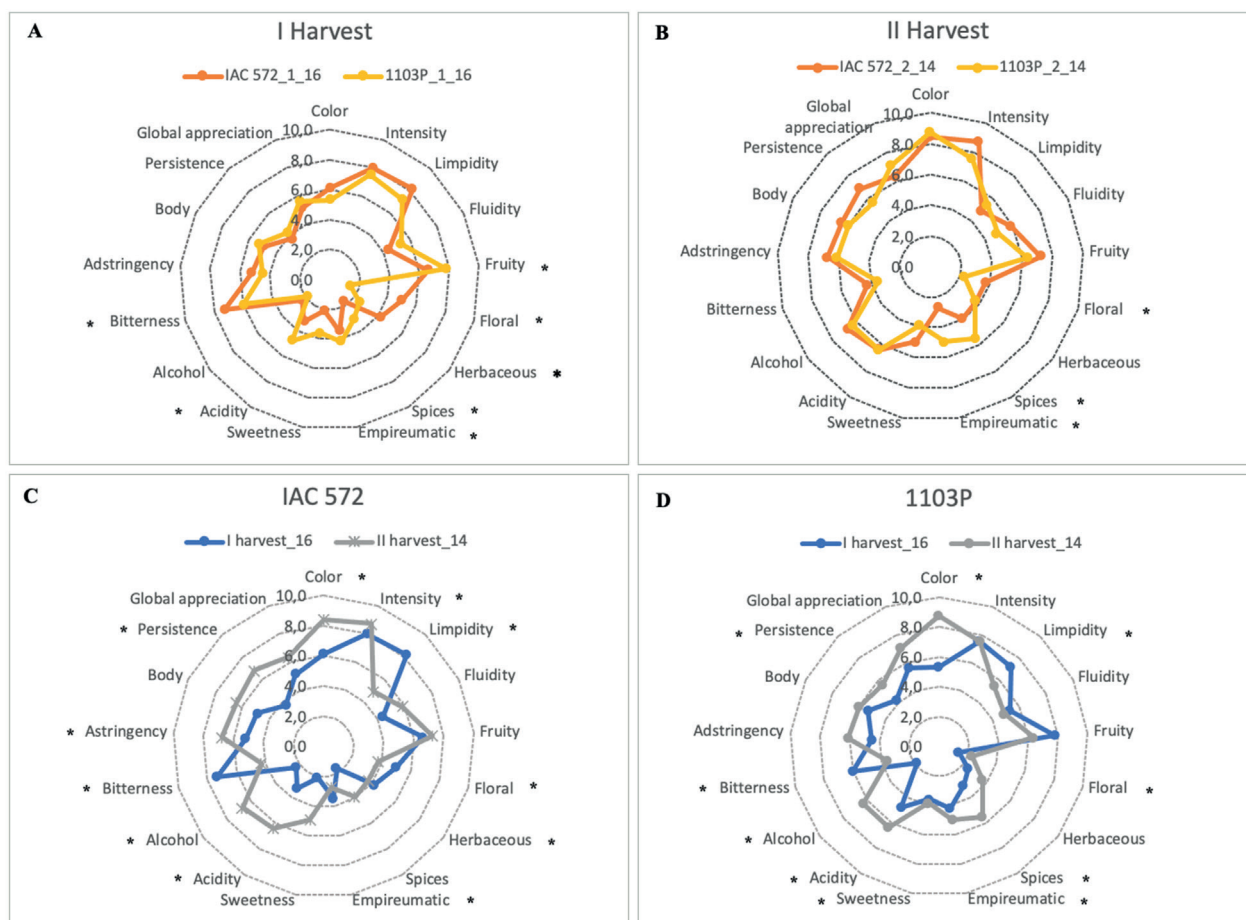 A
I Harvest
IAC 572_1_16 1103P_1_16
Color
Global appreciation 10,0 Intensity
Persistence 8,0 Limpidity
Body 6,0 Fluidity
4,0
2,0
Adstringency 0,0 Fruity *
* Bitterness Floral *
Alcohol Herbaceous *
* Acidity Spices *
Sweetness Empireumatic *
B
II Harvest
IAC 572_2_14 1103P_2_14
Color
Global 10,0 Intensity
appreciation
Persistence 8,0 Limpidity
Body 6,0 Fluidity
4,0
2,0
Adstringency 0,0 Fruity
Bitterness Floral *
Alcohol Herbaceous
Acidity Spices *
Sweetness Empireumatic *
C
IAC 572
I harvest_16 II harvest_14
Color *
Global appreciation 10,0 Intensity *
* Persistence 8,0 Limpidity *
Body 6,0 Fluidity
4,0
2,0
* Astringency 0,0 Fruity
* Bitterness Floral
* Alcohol Herbaceous *
* Acidity Spices
Sweetness Empireumatic *
D
1103P
I harvest_16 II harvest_14
Color *
Global appreciation 10,0 Intensity
* Persistence 8,0 Limpidity *
Body 6,0 Fluidity
4,0
2,0
Adstringency 0,0 Fruity
* Bitterness Floral *
* Alcohol Herbaceous
* Acidity Spices *
* Sweetness Empireumatic *